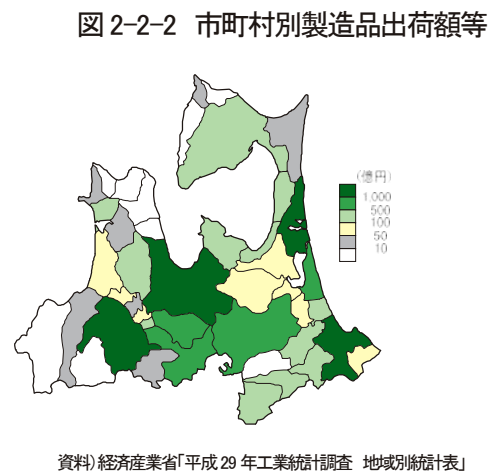 図 2-2-2 市町村別製造品出荷額等
(億円)
1,000
500
100
50
10
資料）経済産業省「平成 29 年工業統計調査 地域別統計表」